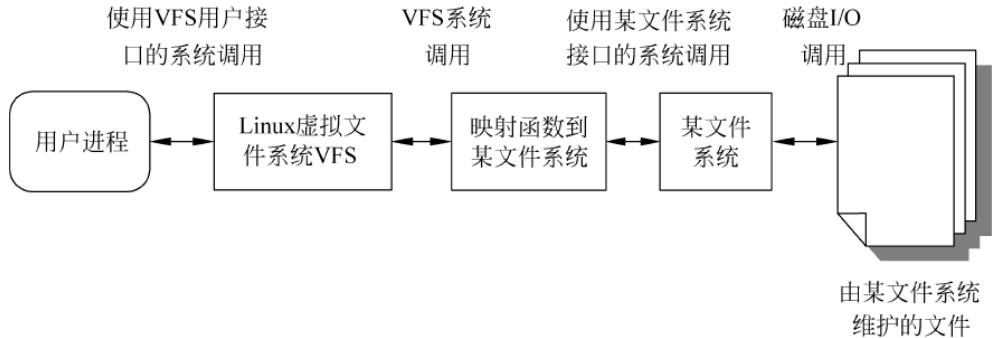 使用VFS用户接
口的系统调用
VFS系统
调用
使用某文件系统
接口的系统调用
磁盘I/O
调用
用户进程
Linux虚拟文
件系统VFS
映射函数到
某文件系统
某文件
系统
由某文件系统
维护的文件